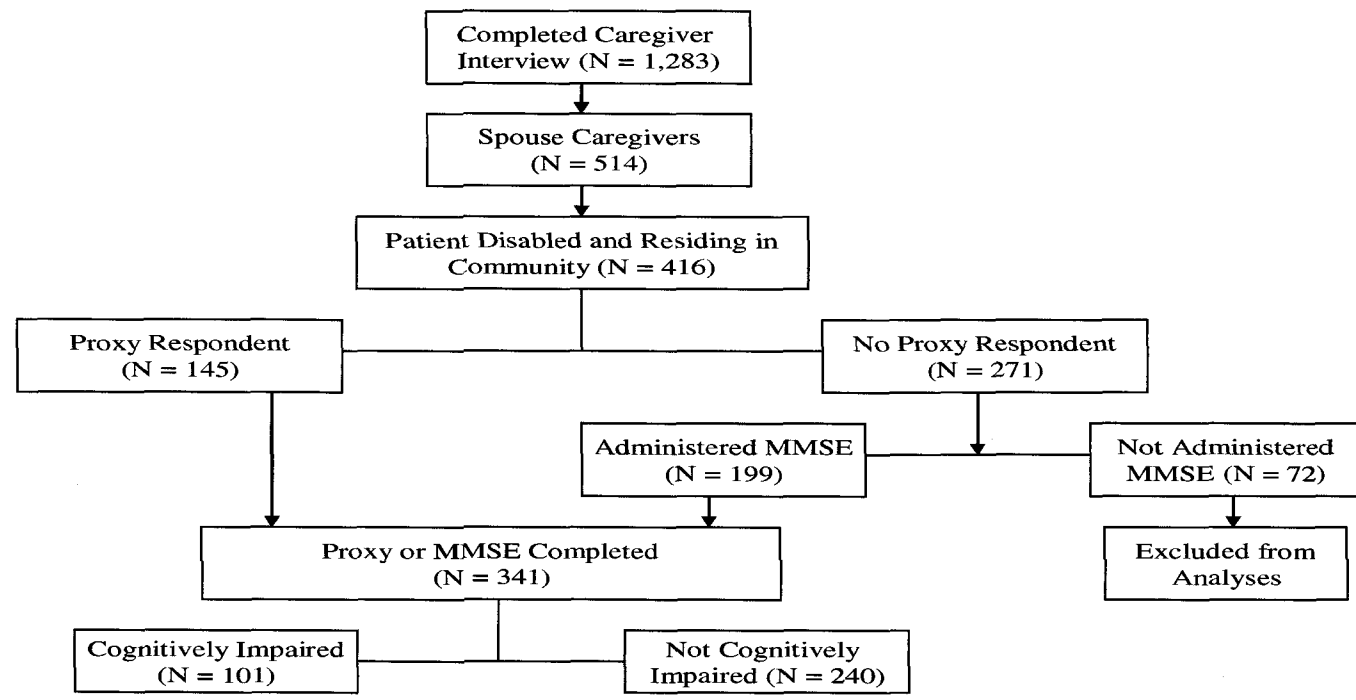 Completed Caregiver
Interview (N = 1,283)
Spouse Caregivers
(N = 514)
Patient Disabled and Residing in
Community (N = 416)
Proxy Respondent
(N = 145)
No Proxy Respondent
(N = 271)
Administered MMSE
(N = 199)
Not Administered
MMSE (N = 72)
Proxy or MMSE Completed
(N = 341)
Excluded from
Analyses
Cognitively Impaired
(N = 101)
Not Cognitively
Impaired (N = 240)